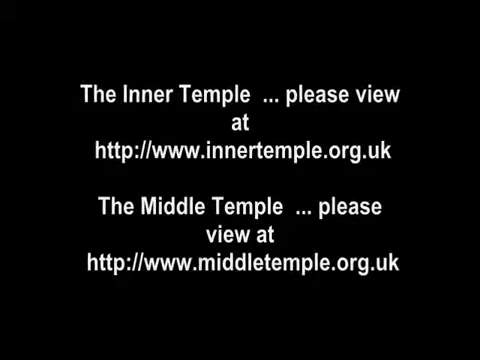 The Inner Temple  ... please view
at
http://www.innertemple.org.uk
The Middle Temple  ... please
view at
http://www.middletemple.org.uk